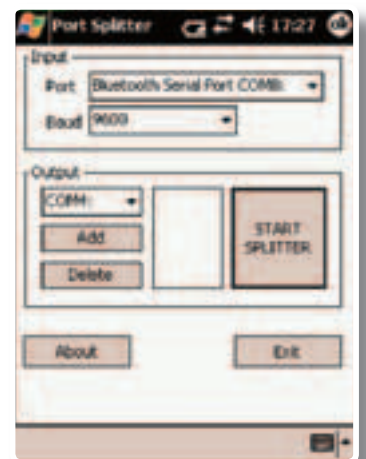 Port Splitter 17:27 ok
Input
Port Bluetooth Serial Port COM8:
Baud 9600
Output
Add
START
SPLITTER
Delete
About Exit